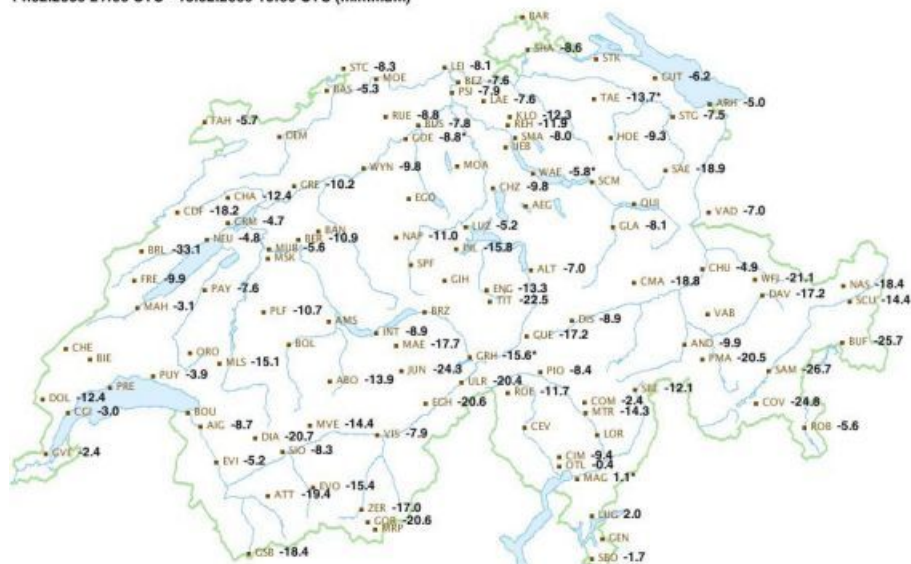 BAR
SHA -8.6
STK
STC -8.3
MOE
LEI -8.1
BEZ -7.6
PSI -7.9
GUT -6.2
BAS -5.3
LAE -7.6
TAE -13.7*
ARH -5.0
FAH -5.7
RUE -8.8
BUS -7.8
KLO -12.3
REH -11.9
STG -7.5
DEM
GOE -8.8*
SMA -8.0
UEB
HOE -9.3
WYN -9.8
MOA
WAE -5.8*
SAE -18.9
GRE -10.2
CHZ -9.8
SCM
CHA -12.4
EGO
AEG
QUI
CDF -18.2
CRM -4.7
VAD -7.0
BAN
LUZ -5.2
GLA -8.1
NEU -4.8
BER -10.9
NAP -11.0
BRL -33.1
MUB -5.6
PIL -15.8
MSK
SPF
ALT -7.0
CHU -4.9
FRE -9.9
GIH
CMA -18.8
WFJ -21.1
PAY -7.6
ENG -13.3
NAS -18.4
TIT -22.5
DAV -17.2
SCU -14.4
MAH -3.1
PLF -10.7
BRZ
VAB
AMS
DIS -8.9
INT -8.9
GUE -17.2
CHE
BOL
MAE -17.7
AND -9.9
BUF -25.7
BIE
ORO
GRH -15.6*
PMA -20.5
MLS -15.1
PUY -3.9
JUN -24.3
PIO -8.4
SAM -26.7
PRE
ABO -13.9
ULR -20.4
DOL -12.4
ROE -11.7
SBE -12.1
CGI -3.0
BOU
EGH -20.6
COM -2.4
COV -24.8
MTR -14.3
AIG -8.7
MVE -14.4
CEV
ROB -5.6
DIA -20.7
VIS -7.9
LOR
GVE -2.4
SIO -8.3
EVI -5.2
CIM -9.4
OTL -0.4
EVO -15.4
MAG 1.1*
ATT -19.4
ZER -17.0
GOR -20.6
LUG 2.0
MRP
GEN
GSB -18.4
SBO -1.7